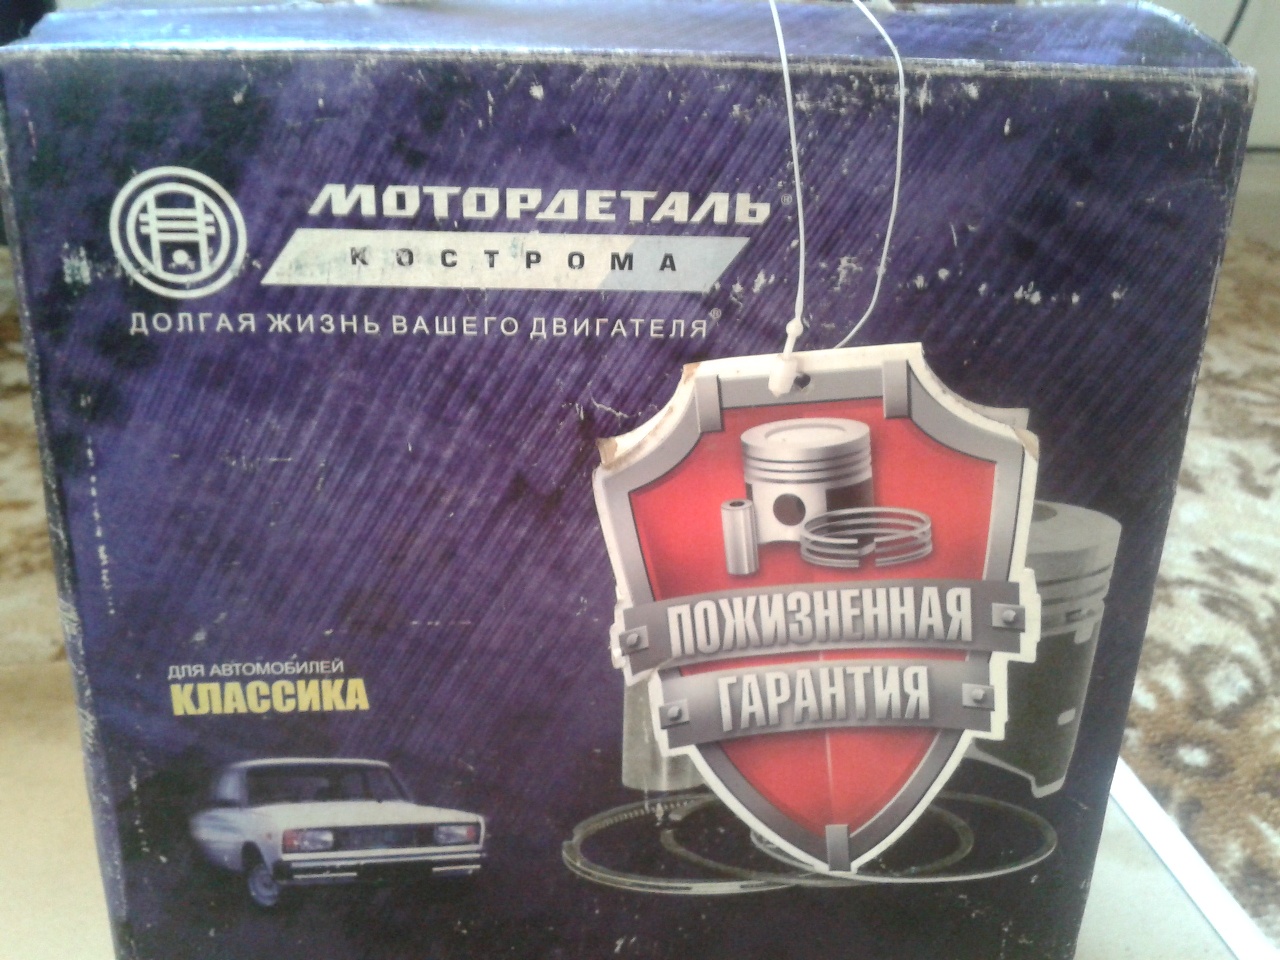 МОТОРДЕТАЛЬ®
КОСТРОМА
ДОЛГАЯ ЖИЗНЬ ВАШЕГО ДВИГАТЕЛЯ®
ПОЖИЗНЕННАЯ
ГАРАНТИЯ
ДЛЯ АВТОМОБИЛЕЙ
КЛАССИКА